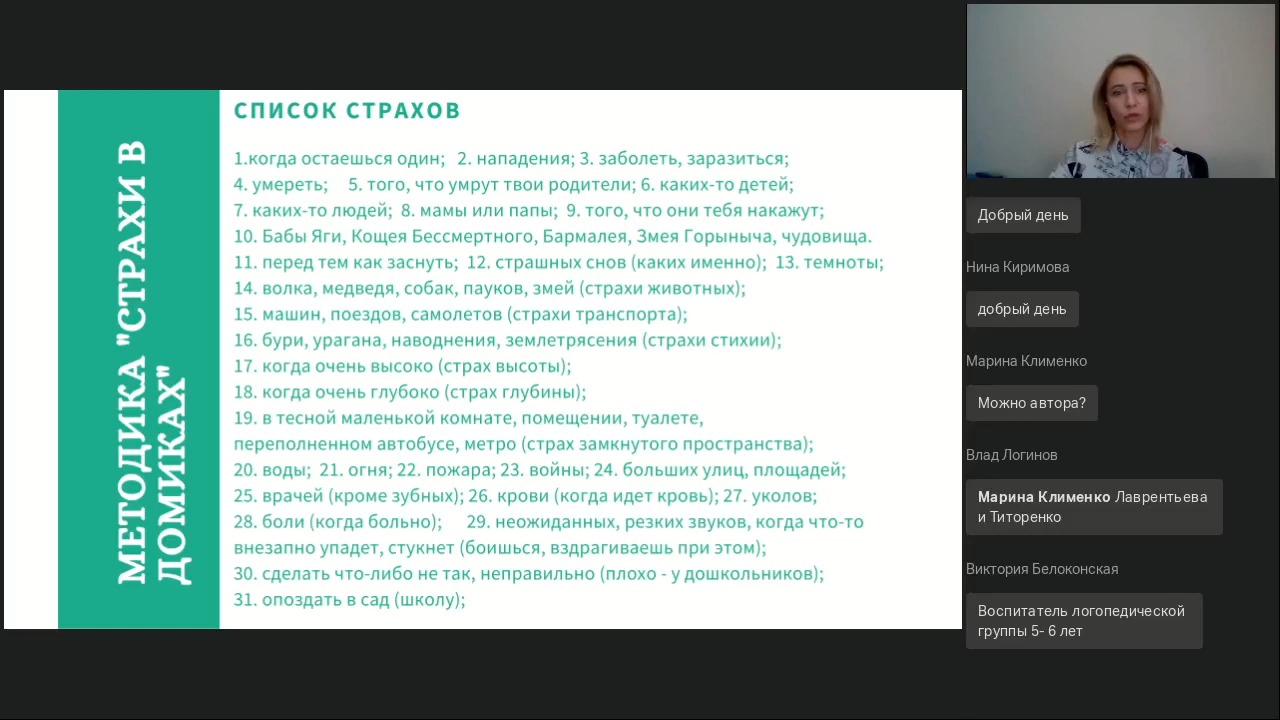 МЕТОДИКА "СТРАХИ В
ДОМИКАХ"
СПИСОК СТРАХОВ
1.когда остаешься один; 2. нападения; 3. заболеть, заразиться;
4. умереть; 5. того, что умрут твои родители; 6. каких-то детей;
7. каких-то людей; 8. мамы или папы; 9. того, что они тебя накажут;
10. Бабы Яги, Кощея Бессмертного, Бармалея, Змея Горыныча, чудовища.
11. перед тем как заснуть; 12. страшных снов (каких именно); 13. темноты;
14. волка, медведя, собак, пауков, змей (страхи животных);
15. машин, поездов, самолетов (страхи транспорта);
16. бури, урагана, наводнения, землетрясения (страхи стихии);
17. когда очень высоко (страх высоты);
18. когда очень глубоко (страх глубины);
19. в тесной маленькой комнате, помещении, туалете,
переполненном автобусе, метро (страх замкнутого пространства);
20. воды; 21. огня; 22. пожара; 23. войны; 24. больших улиц, площадей;
25. врачей (кроме зубных); 26. крови (когда идет кровь); 27. уколов;
28. боли (когда больно); 29. неожиданных, резких звуков, когда что-то
внезапно упадет, стукнет (боишься, вздрагиваешь при этом);
30. сделать что-либо не так, неправильно (плохо - у дошкольников);
31. опоздать в сад (школу);
Добрый день
Нина Киримова
добрый день
Марина Клименко
Можно автора?
Влад Логинов
Марина Клименко Лаврентьева
и Титоренко
Виктория Белоконская
Воспитатель логопедической
группы 5- 6 лет